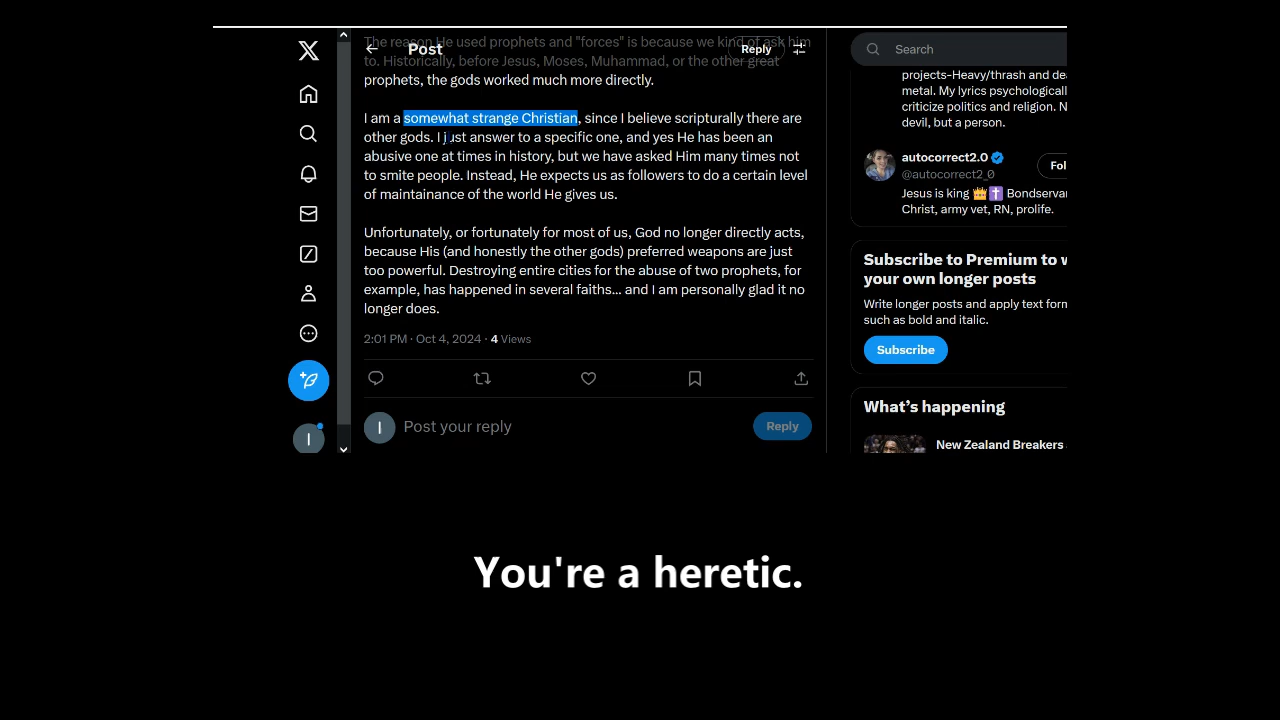 The reason He used prophets and "forces" is because we kind of ask him
Post
Reply
to. Historically, before Jesus, Moses, Muhammad, or the other great
prophets, the gods worked much more directly.
I am a somewhat strange Christian, since I believe scripturally there are
other gods. I just answer to a specific one, and yes He has been an
abusive one at times in history, but we have asked Him many times not
to smite people. Instead, He expects us as followers to do a certain level
of maintainance of the world He gives us.
Unfortunately, or fortunately for most of us, God no longer directly acts,
because His (and honestly the other gods) preferred weapons are just
too powerful. Destroying entire cities for the abuse of two prophets, for
example, has happened in several faiths... and I am personally glad it no
longer does.
2:01 PM · Oct 4, 2024 · 4 Views
I
Post your reply
Reply
I
Search
projects-Heavy/thrash and dea
metal. My lyrics psychologicall
criticize politics and religion. N
devil, but a person.
autocorrect2.0
@autocorrect2_0
Fol
Jesus is king 👑✝️ Bondservan
Christ, army vet, RN, prolife.
Subscribe to Premium to w
your own longer posts
Write longer posts and apply text form
such as bold and italic.
Subscribe
What's happening
New Zealand Breakers
You're a heretic.